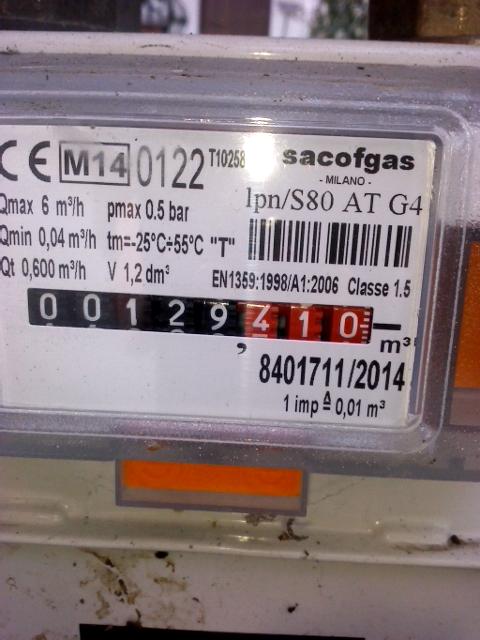 CE M14 0122 T10258 sacofgas
- MILANO -
Qmax 6 m³/h pmax 0.5 bar lpn/S80 AT G4
Qmin 0,04 m³/h tm=-25°C÷55°C "T"
Qt 0,600 m³/h V 1,2 dm³ EN1359:1998/A1:2006 Classe 1.5
00129,410 m³
8401711/2014
1 imp ≙ 0,01 m³